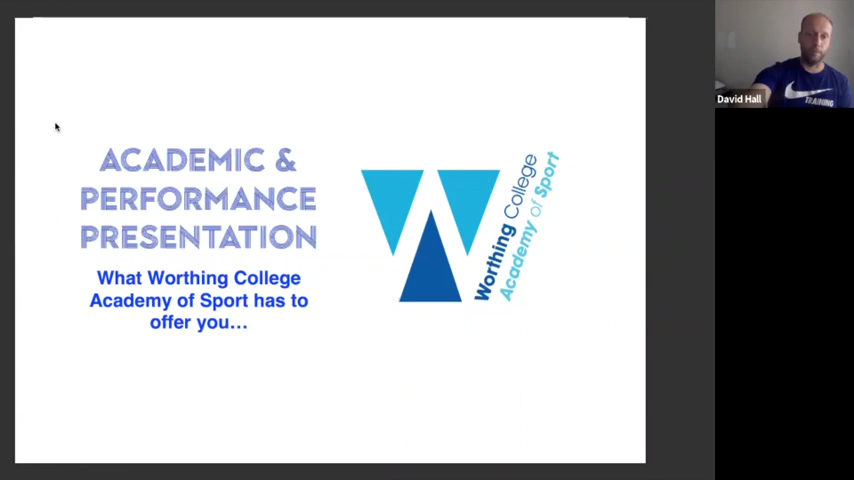 ACADEMIC &
PERFORMANCE
PRESENTATION
What Worthing College
Academy of Sport has to
offer you…
Worthing College
Academy of Sport
David Hall
TRAINING